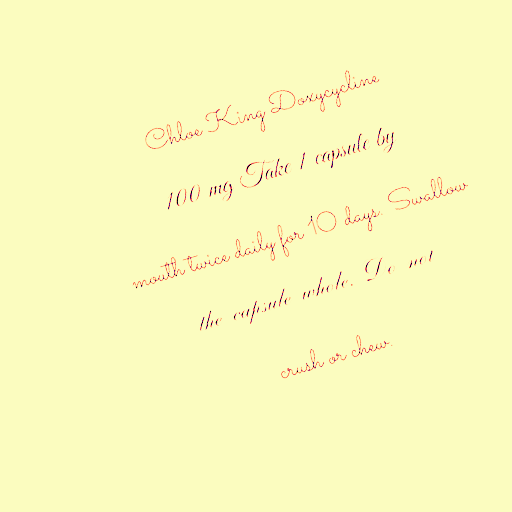 Chloe King Doxycycline
100 mg Take 1 capsule by
mouth twice daily for 10 days. Swallow
the capsule whole. Do not
crush or chew.